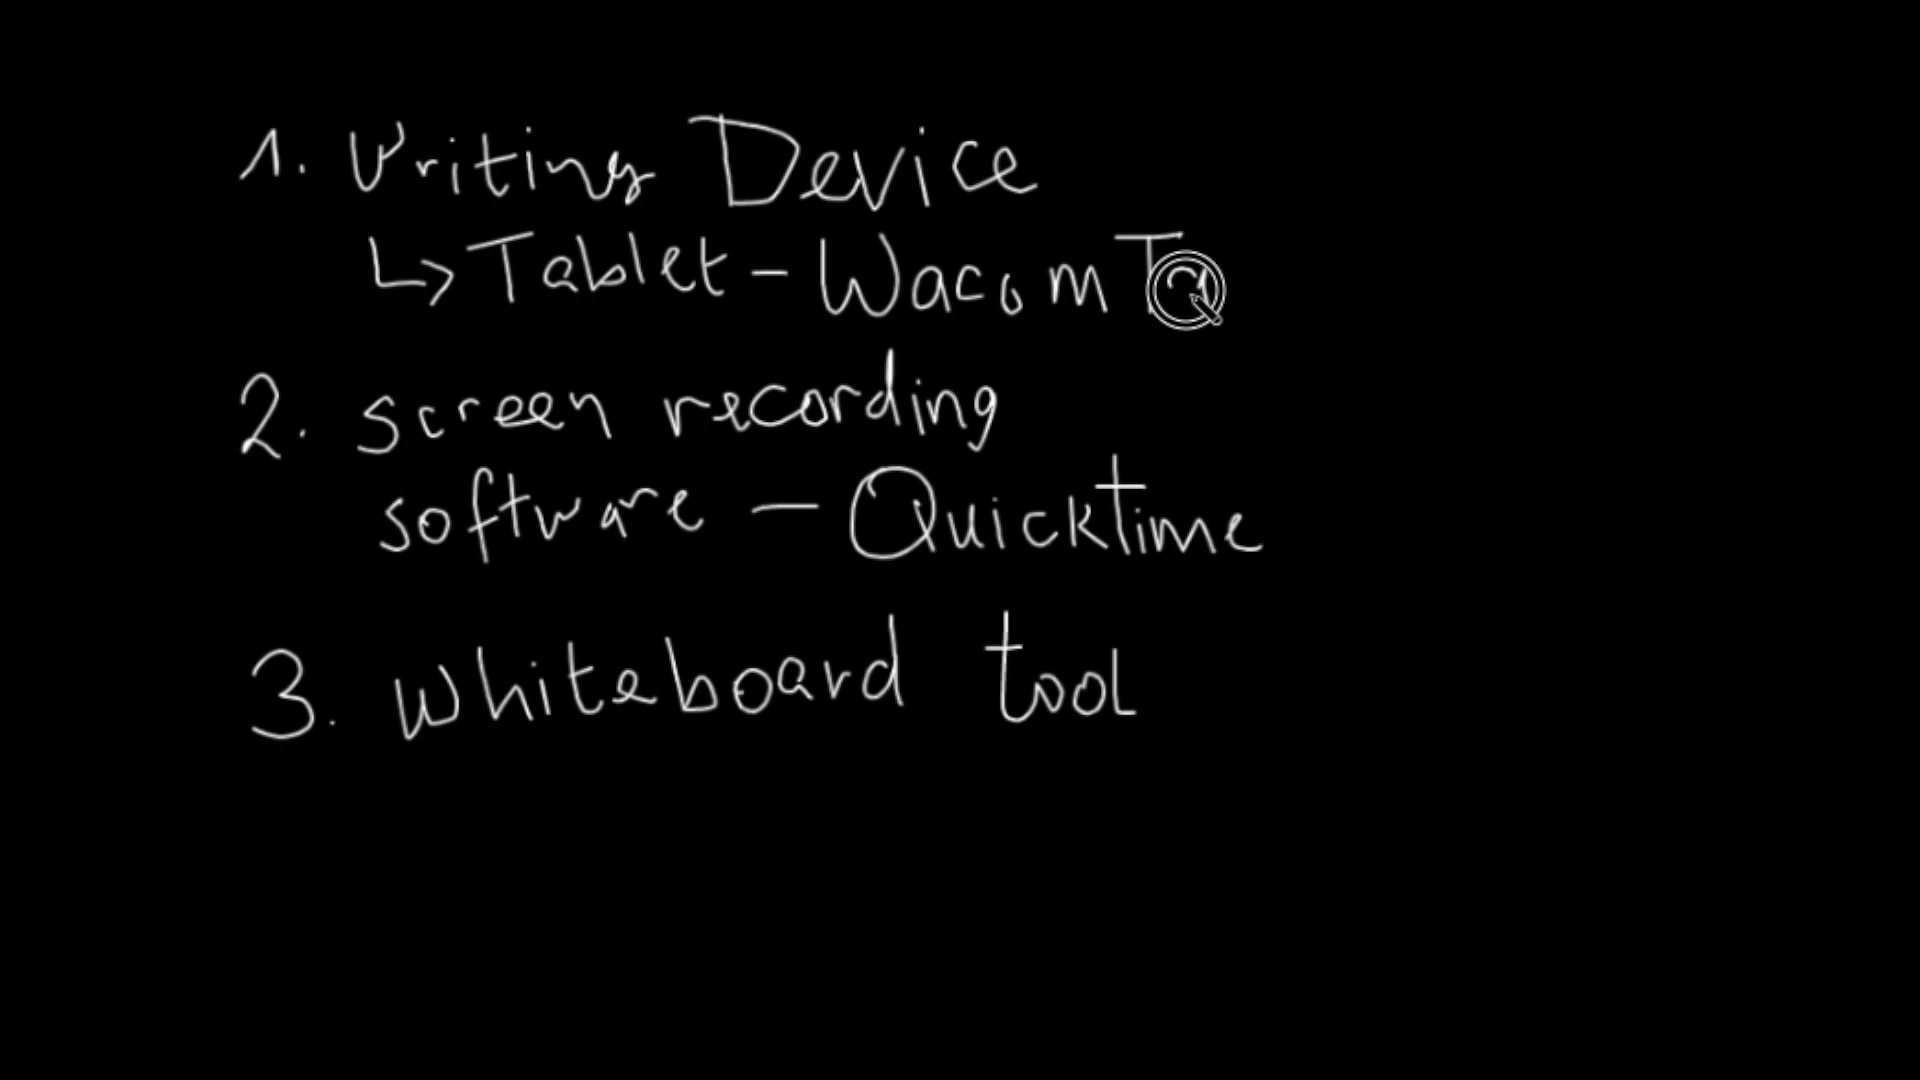 1. Writing Device
↳ Tablet - Wacom
2. screen recording
software - Quicktime
3. whiteboard tool